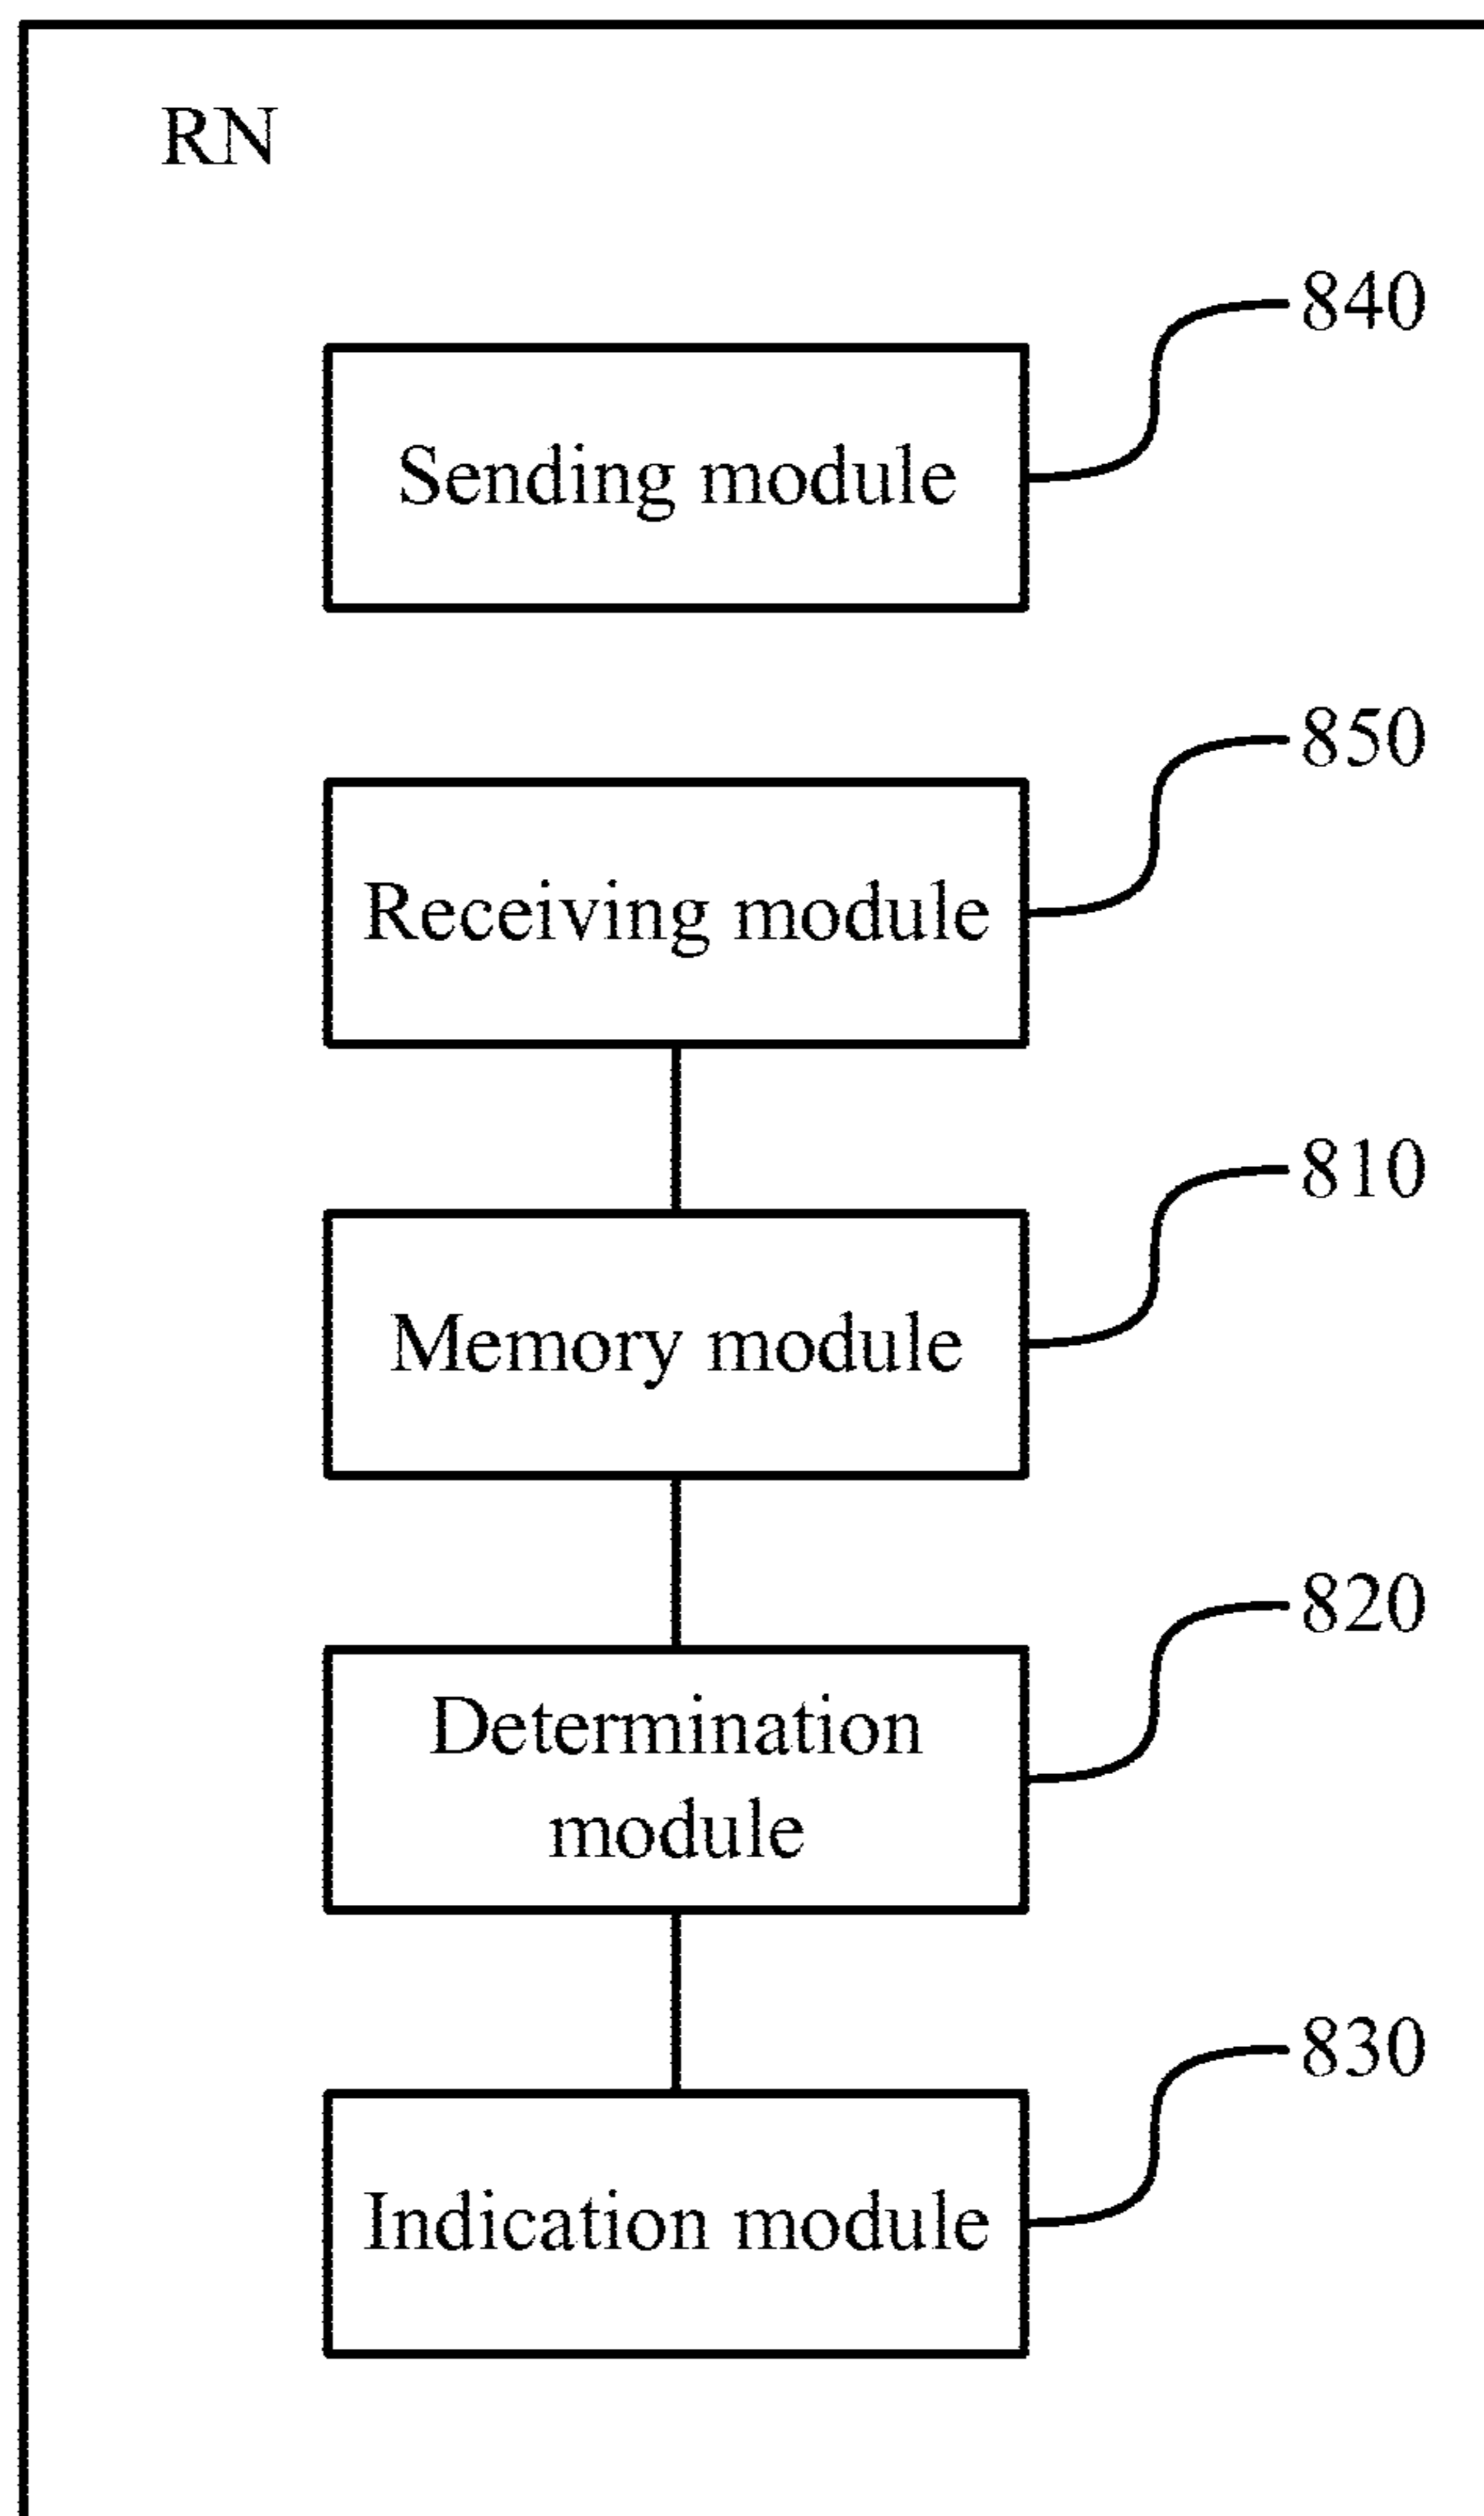 RN
840
Sending module
850
Receiving module
810
Memory module
820
Determination
module
830
Indication module